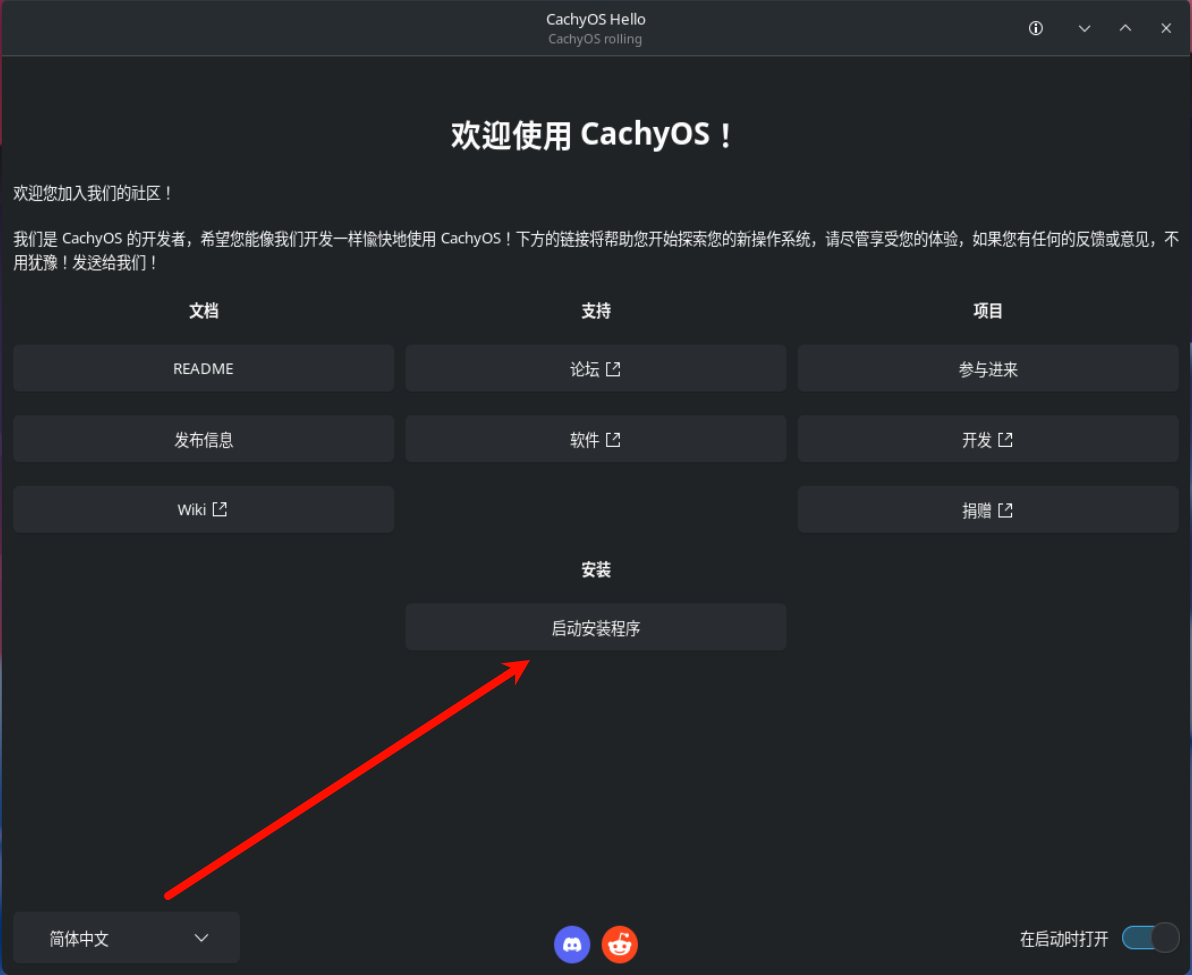 CachyOS Hello
CachyOS rolling
欢迎使用 CachyOS！
欢迎您加入我们的社区！
我们是 CachyOS 的开发者，希望您能像我们开发一样愉快地使用 CachyOS！下方的链接将帮助您开始探索您的新操作系统，请尽管享受您的体验，如果您有任何的反馈或意见，不
用犹豫！发送给我们！
文档
支持
项目
README
论坛
参与进来
发布信息
软件
开发
Wiki
捐赠
安装
启动安装程序
简体中文
在启动时打开